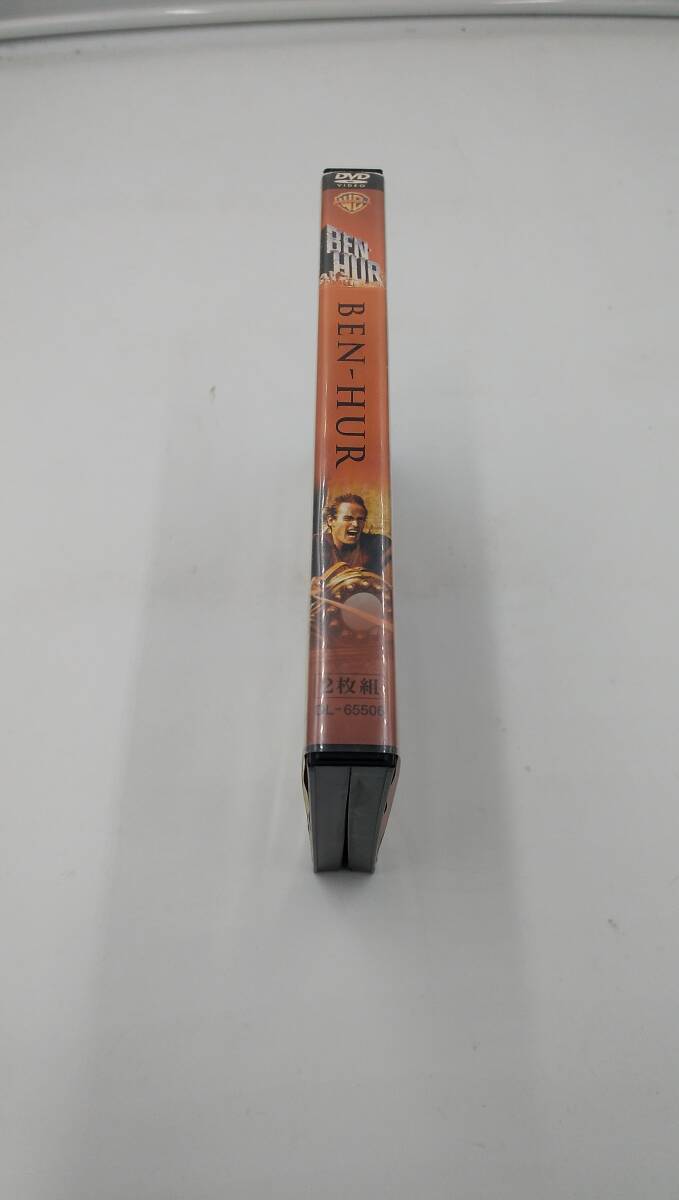 DVD
VIDEO
WB
BEN
HUR
BEN-HUR
2枚組
DL-65506